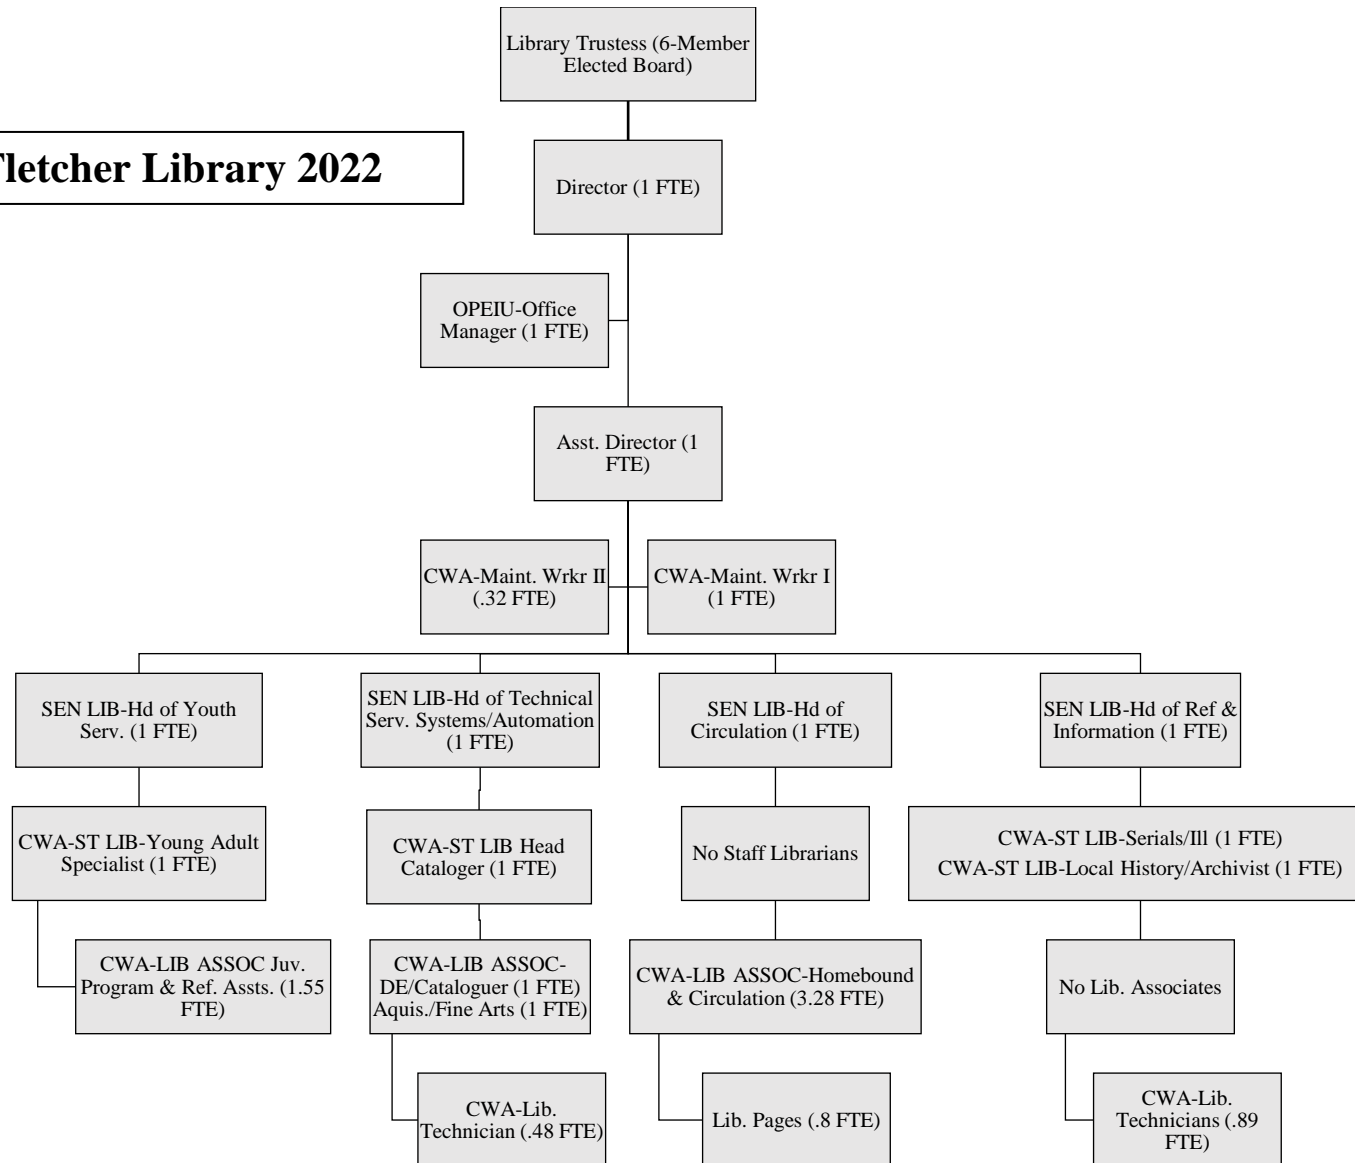 Library Trustess (6-Member
Elected Board)
Fletcher Library 2022
Director (1 FTE)
OPEIU-Office
Manager (1 FTE)
Asst. Director (1
FTE)
CWA-Maint. Wrkr II
(.32 FTE)
CWA-Maint. Wrkr I
(1 FTE)
SEN LIB-Hd of Youth
Serv. (1 FTE)
SEN LIB-Hd of Technical
Serv. Systems/Automation
(1 FTE)
SEN LIB-Hd of
Circulation (1 FTE)
SEN LIB-Hd of Ref &
Information (1 FTE)
CWA-ST LIB-Young Adult
Specialist (1 FTE)
CWA-ST LIB Head
Cataloger (1 FTE)
No Staff Librarians
CWA-ST LIB-Serials/Ill (1 FTE)
CWA-ST LIB-Local History/Archivist (1 FTE)
CWA-LIB ASSOC Juv.
Program & Ref. Assts. (1.55
FTE)
CWA-LIB ASSOC-
DE/Cataloguer (1 FTE)
Aquis./Fine Arts (1 FTE)
CWA-LIB ASSOC-Homebound
& Circulation (3.28 FTE)
No Lib. Associates
CWA-Lib.
Technician (.48 FTE)
Lib. Pages (.8 FTE)
CWA-Lib.
Technicians (.89
FTE)